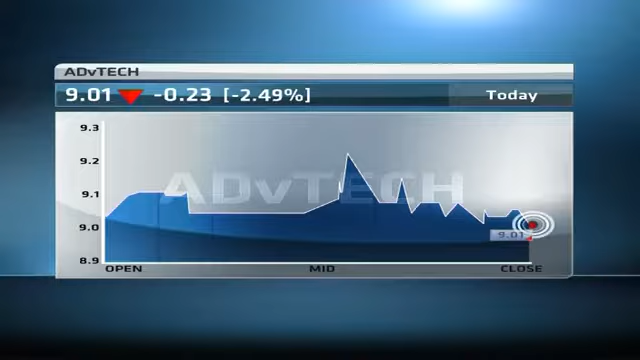 ADvTECH
9.01 -0.23 [-2.49%] Today
9.3
9.2
9.1
9.0
8.9
ADvTECH
9.01
OPEN MID CLOSE